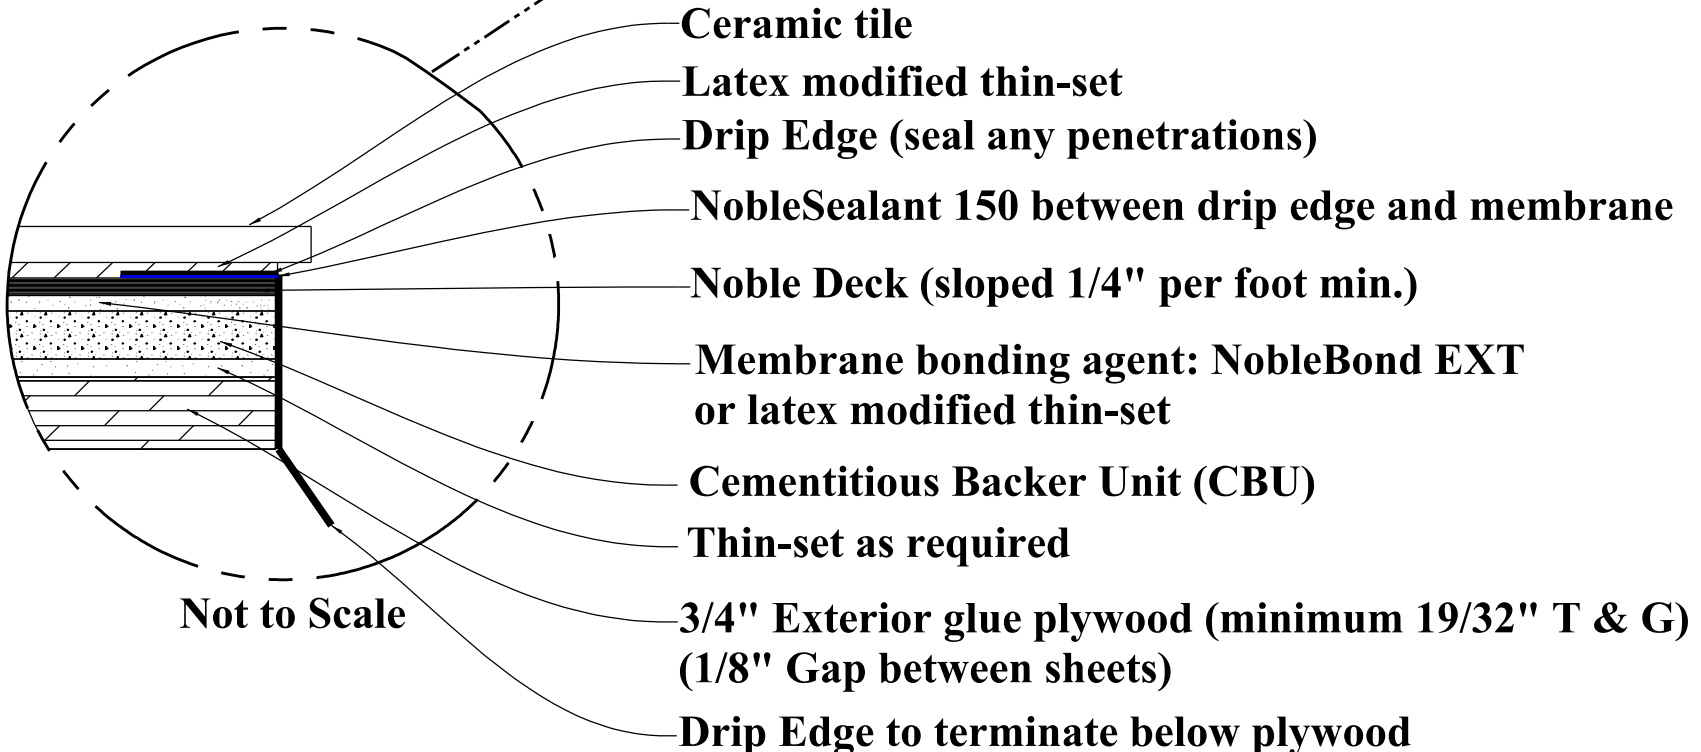 Ceramic tile
Latex modified thin-set
Drip Edge (seal any penetrations)
NobleSealant 150 between drip edge and membrane
Noble Deck (sloped 1/4" per foot min.)
Membrane bonding agent: NobleBond EXT
or latex modified thin-set
Cementitious Backer Unit (CBU)
Thin-set as required
Not to Scale
3/4" Exterior glue plywood (minimum 19/32" T & G)
(1/8" Gap between sheets)
Drip Edge to terminate below plywood